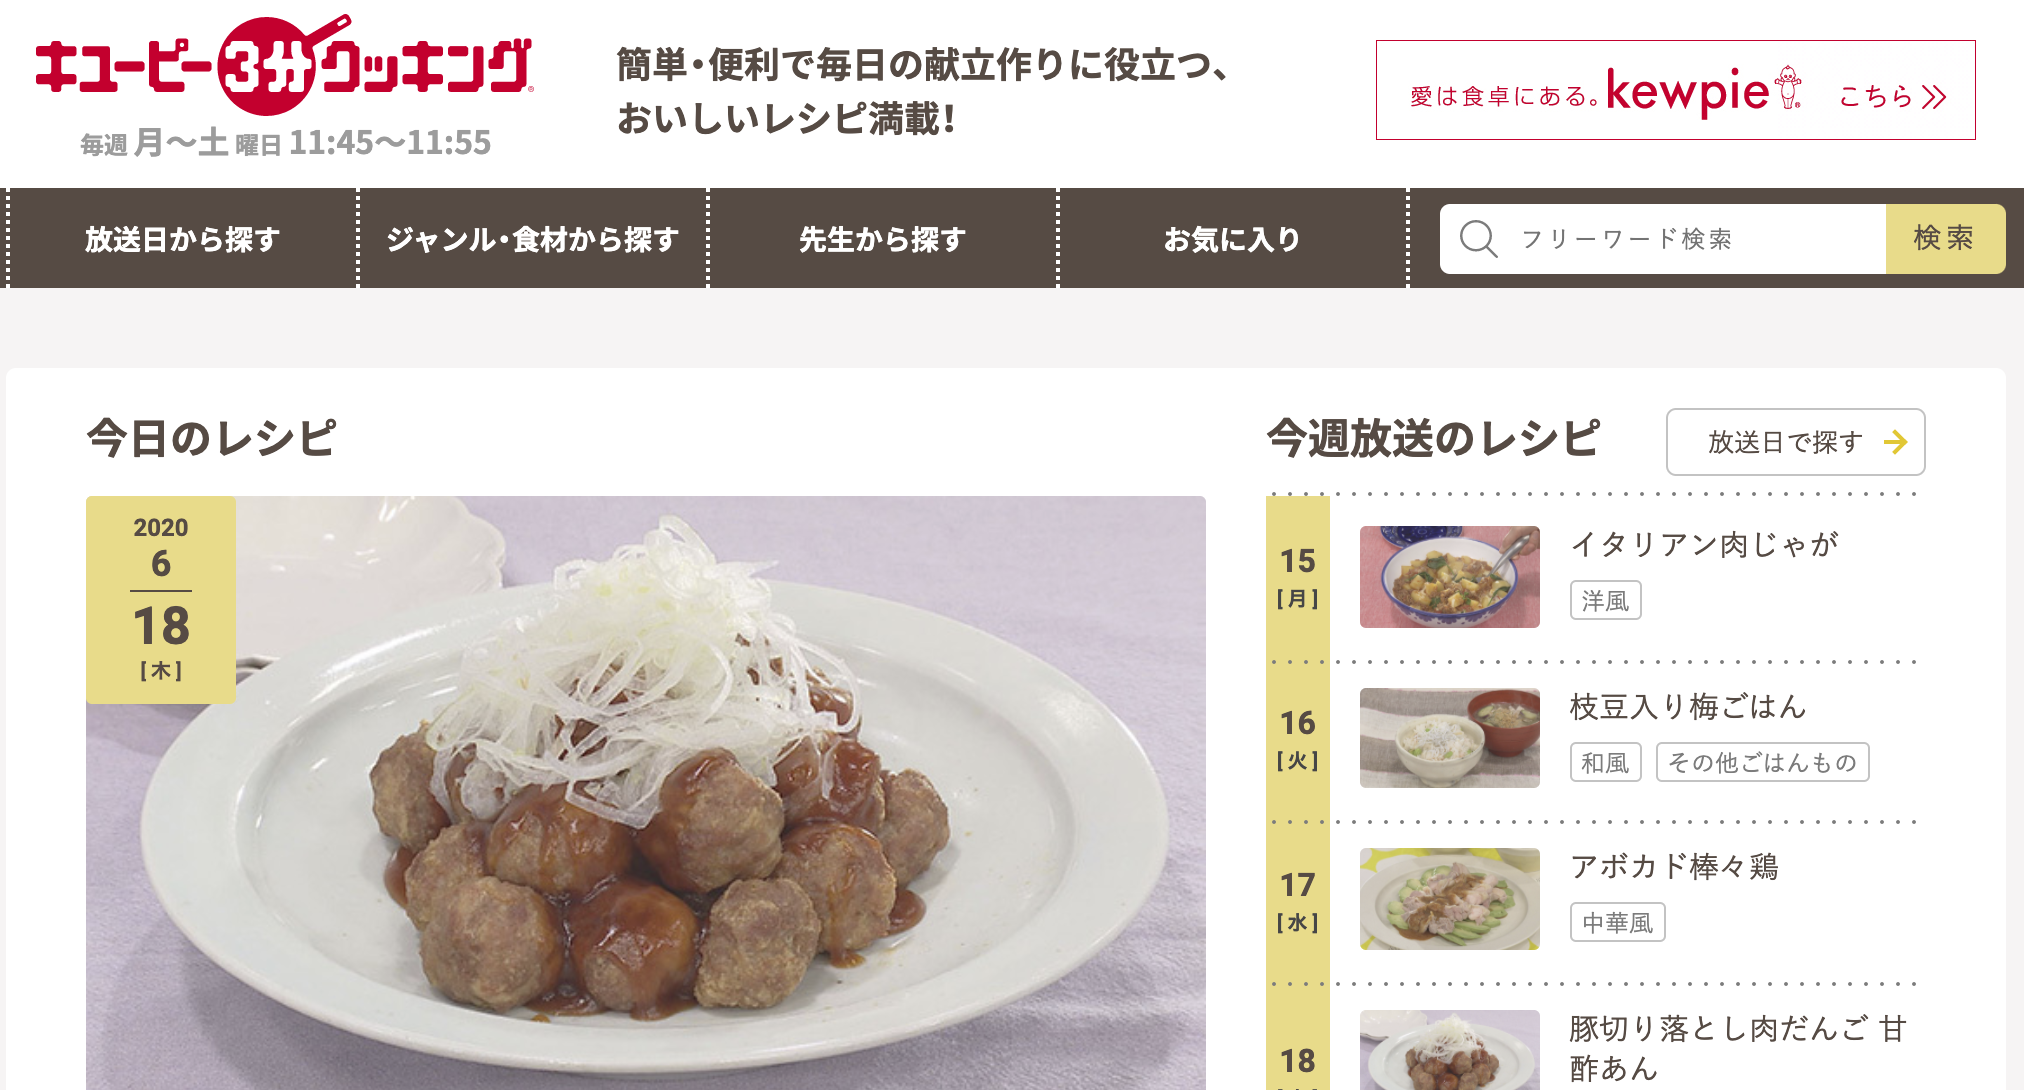 キユーピー3分クッキング®
毎週 月〜土 曜日 11:45〜11:55
簡単・便利で毎日の献立作りに役立つ、
おいしいレシピ満載！
愛は食卓にある。kewpie® こちら
放送日から探す
ジャンル・食材から探す
先生から探す
お気に入り
フリーワード検索
検索
今日のレシピ
2020
6
18
[木]
今週放送のレシピ
放送日で探す
15
[月]
イタリアン肉じゃが
洋風
16
[火]
枝豆入り梅ごはん
和風
その他ごはんもの
17
[水]
アボカド棒々鶏
中華風
18
豚切り落とし肉だんご 甘
酢あん